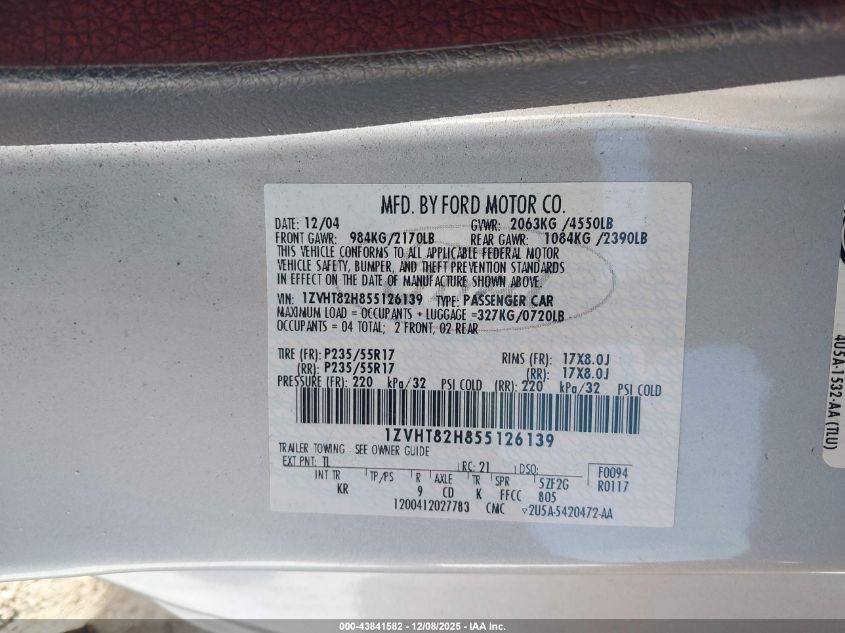 MFD. BY FORD MOTOR CO.
DATE: 12/04 GVWR: 2063KG /4550LB
FRONT GAWR: 984KG/2170LB REAR GAWR: 1084KG /2390LB
THIS VEHICLE CONFORMS TO ALL APPLICABLE FEDERAL MOTOR
VEHICLE SAFETY, BUMPER, AND THEFT PREVENTION STANDARDS
IN EFFECT ON THE DATE OF MANUFACTURE SHOWN ABOVE.
VIN: 1ZVHT82H855126139 TYPE: PASSENGER CAR
MAXIMUM LOAD = OCCUPANTS + LUGGAGE =327KG/0720LB
OCCUPANTS : 04 TOTAL; 2 FRONT, 02 REAR
TIRE (FR): P235/55R17 RIMS (FR): 17X8.0J
(RR): P235/55R17 (RR): 17X8.0J
PRESSURE (FR): 220 kPa/32 PSI COLD (RR): 220 kPa/32 PSI COLD
1ZVHT82H855126139
TRAILER TOWING - SEE OWNER GUIDE
EXT PNT: TL RC: 21 DSO: F0094
INT TR TP/PS R AXLE TR SPR 5ZF2G R0117
KR 9 CD K FFCC 805
1200412027783 CMC ▽2U5A-5420472-AA
4U5A-1532-AA (TLU)
000-43841582 - 12/08/2025 - IAA Inc.